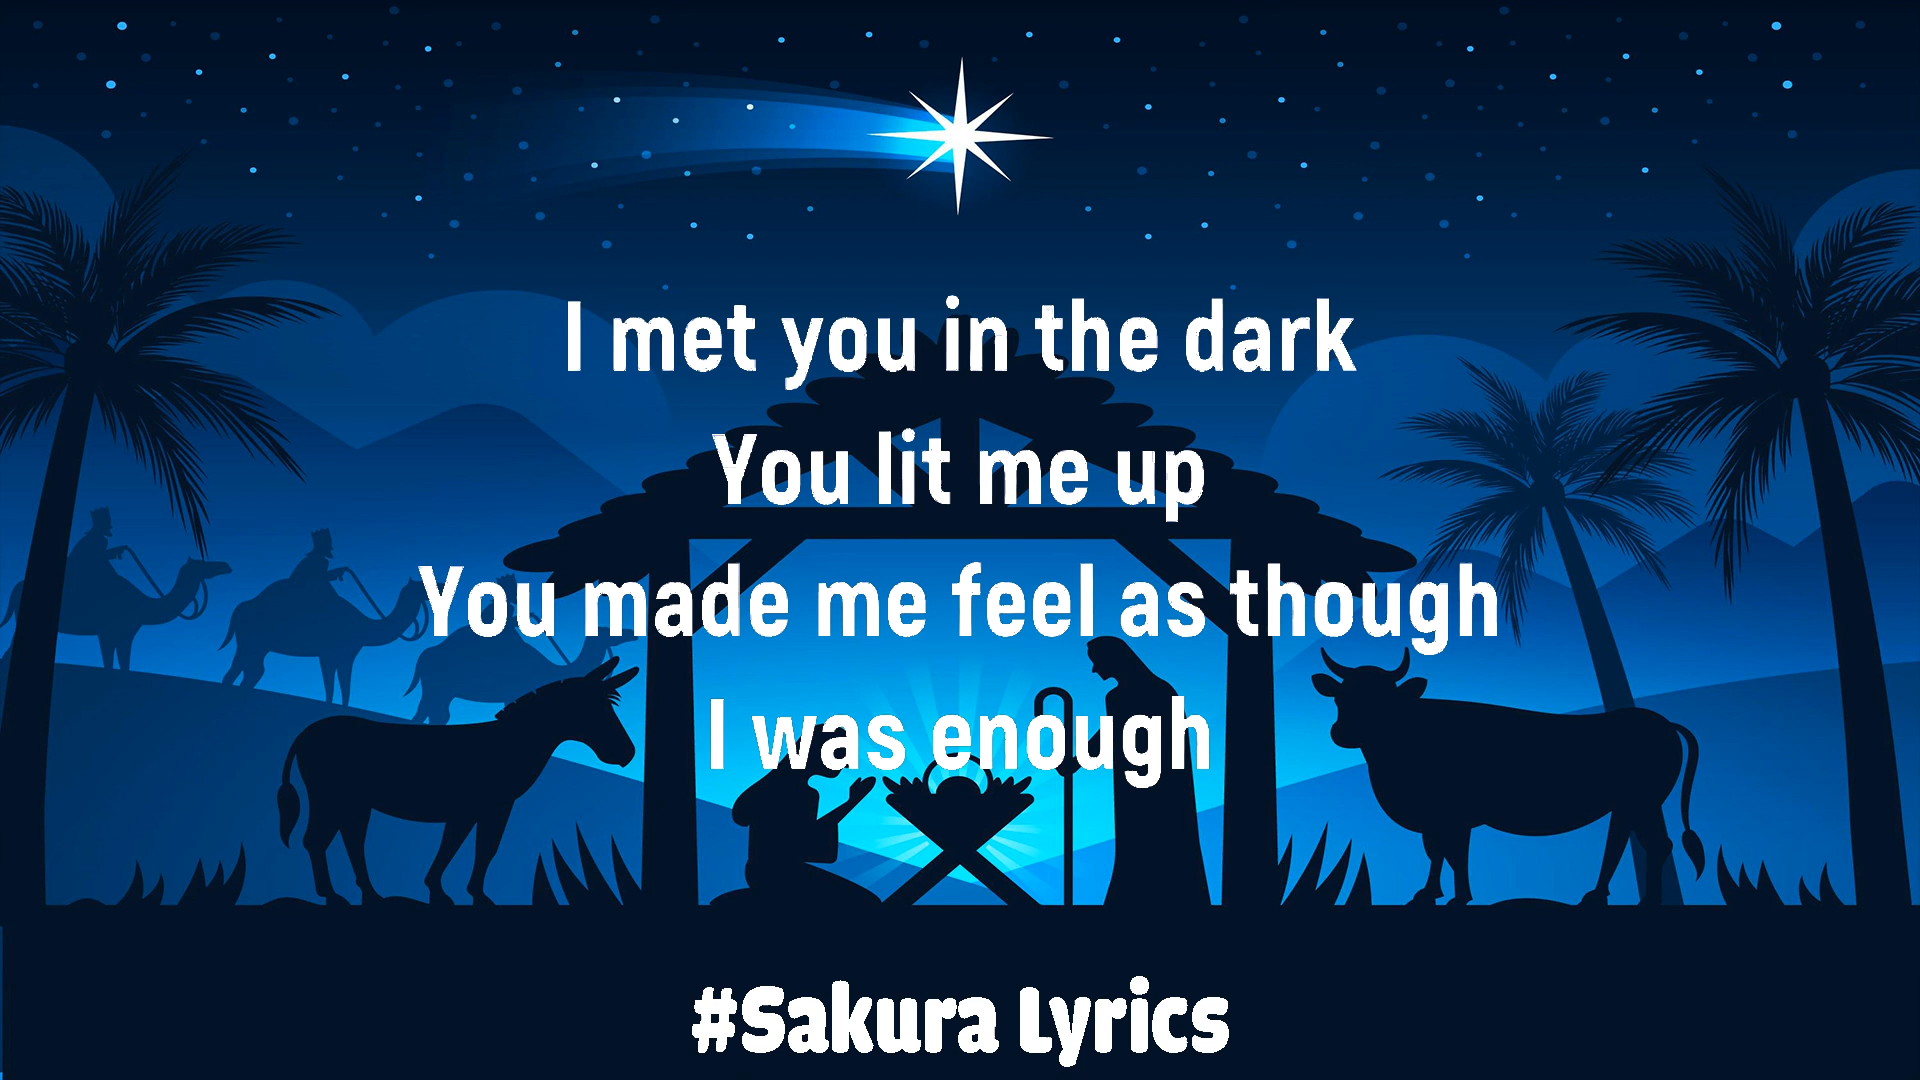 I met you in the dark
You lit me up
You made me feel as though
I was enough
#Sakura Lyrics